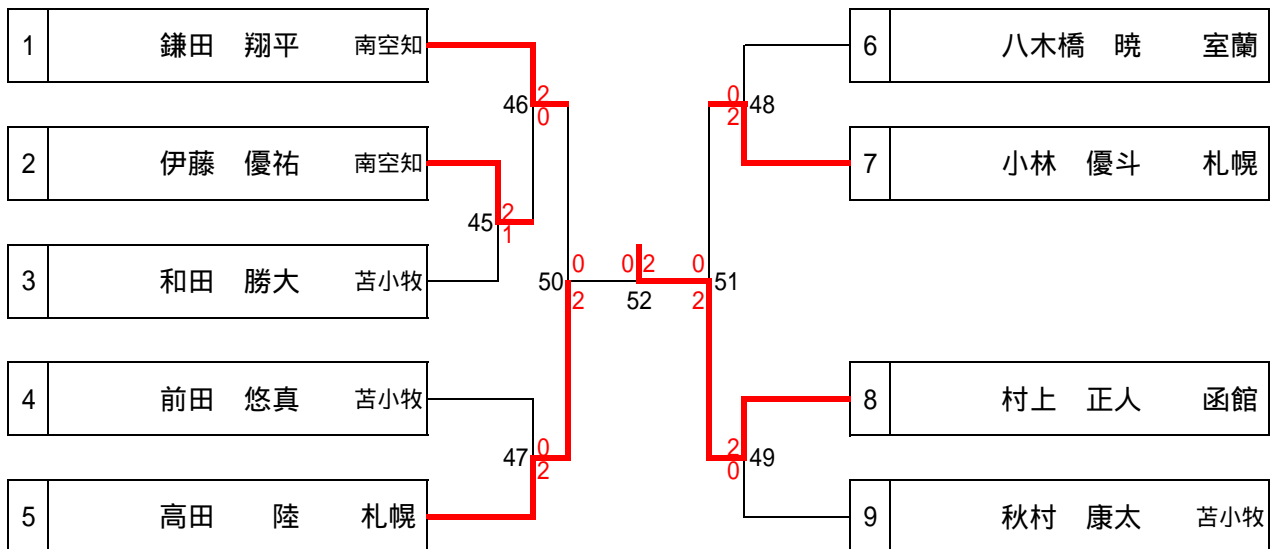 1 鎌田 翔平 南空知
6 八木橋 暁 室蘭
46 2 0
0 2 48
2 伊藤 優祐 南空知
7 小林 優斗 札幌
45 2 1
3 和田 勝大 苫小牧
50 0 2
0 2 52
0 2 51
4 前田 悠真 苫小牧
8 村上 正人 函館
47 0 2
2 0 49
5 高田 陸 札幌
9 秋村 康太 苫小牧